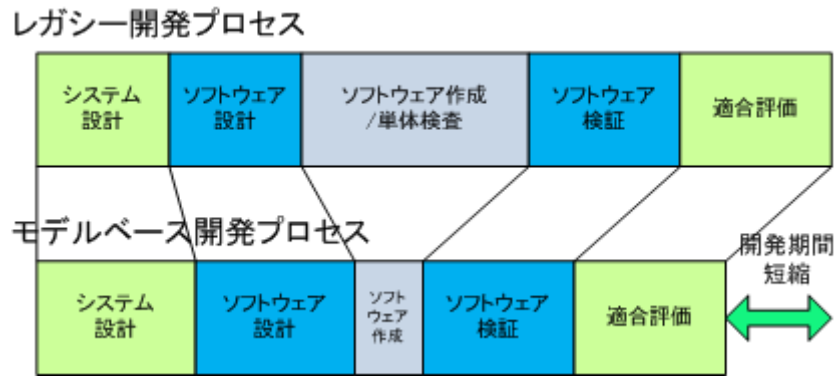 レガシー開発プロセス
システム
設計
ソフトウェア
設計
ソフトウェア作成
/単体検査
ソフトウェア
検証
適合評価
モデルベース開発プロセス
システム
設計
ソフトウェア
設計
ソフト
ウェア
作成
ソフトウェア
検証
適合評価
開発期間
短縮